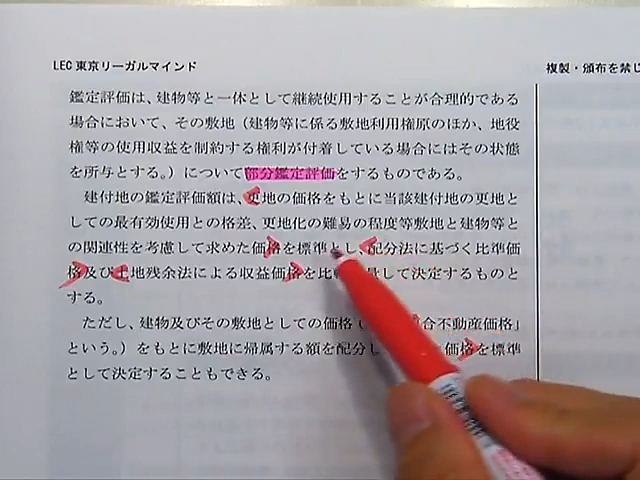 LEC東京リーガルマインド
複製・頒布を禁じ
鑑定評価は、建物等と一体として継続使用することが合理的である
場合において、その敷地（建物等に係る敷地利用権原のほか、地役
権等の使用収益を制約する権利が付着している場合にはその状態
を所与とする。）について部分鑑定評価をするものである。
建付地の鑑定評価額は、更地の価格をもとに当該建付地の更地と
しての最有効使用との格差、更地化の難易の程度等敷地と建物等と
の関連性を考慮して求めた価格を標準とし、配分法に基づく比準価
格及び土地残余法による収益価格を比 して決定するものと
する。
ただし、建物及びその敷地としての価格 合不動産価格」
という。）をもとに敷地に帰属する額を配分し 価格を標準
として決定することもできる。